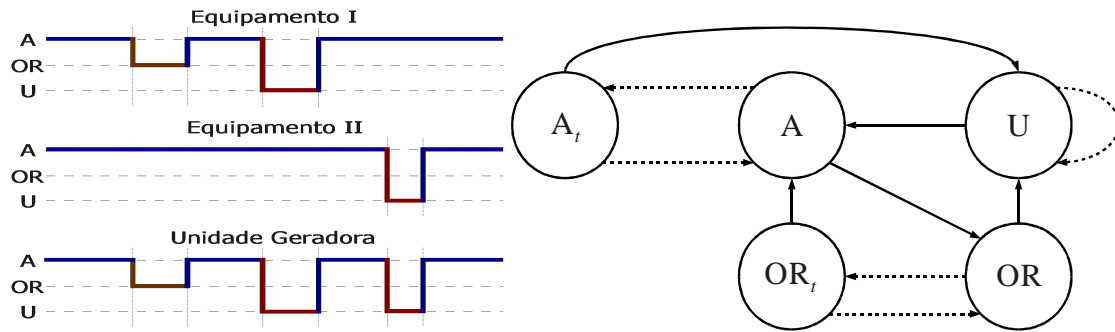 Equipamento I
A
OR
U
Equipamento II
A
OR
U
Unidade Geradora
A
OR
U
A_t
A
U
OR_t
OR